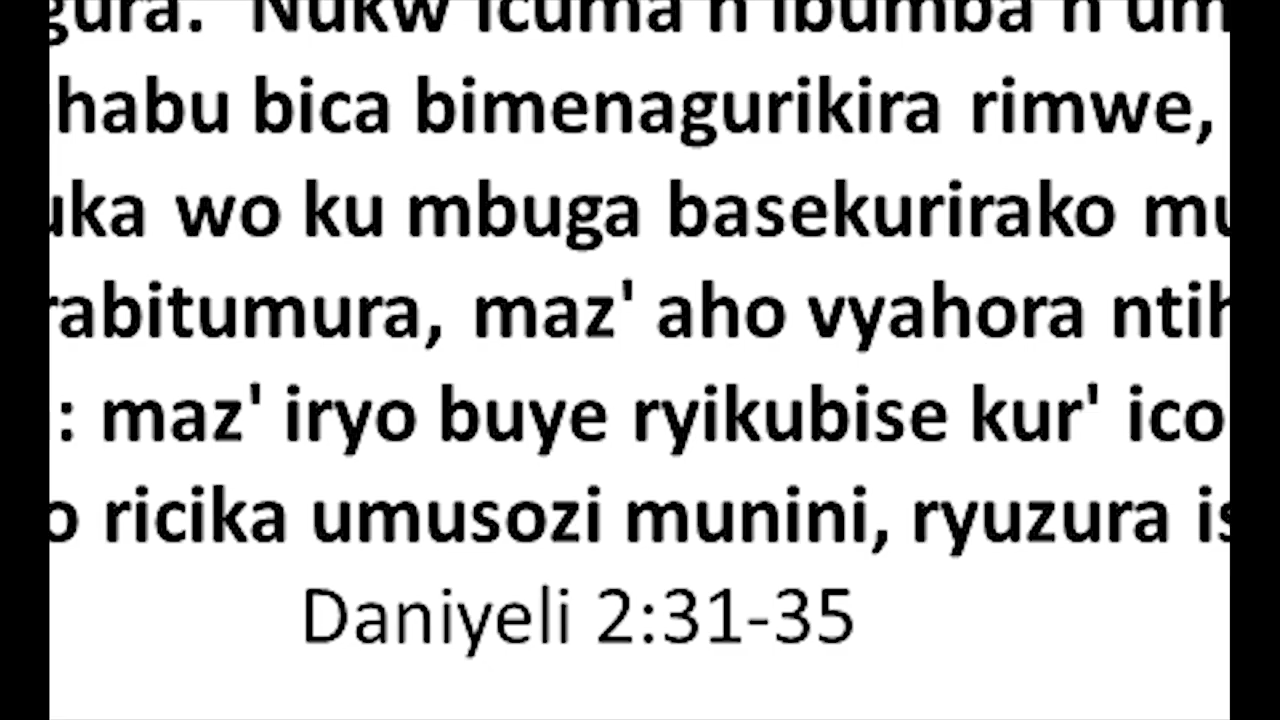 Nukw icuma n ibumba n
habu bica bimenagurikira rimwe,
wo ku mbuga basekurirako
maz' aho vyahora
: maz' iryo buye ryikubise kur' ico
ricika umusozi munini, ryuzura
Daniyeli 2:31-35